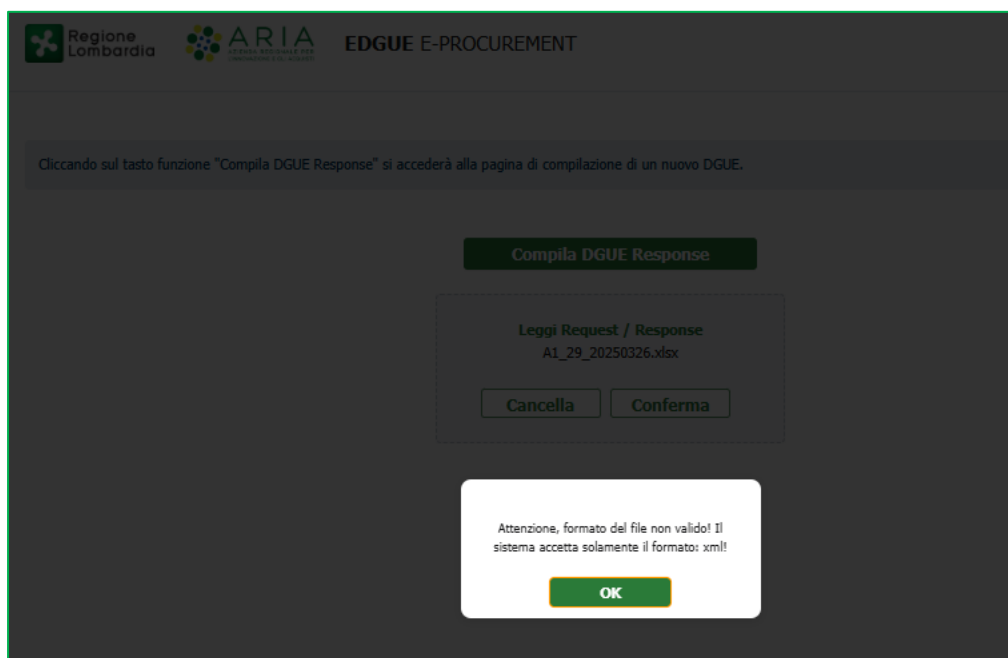 Regione
Lombardia
ARIA
EDGUE E-PROCUREMENT
Cliccando sul tasto funzione "Compila DGUE Response" si accederà alla pagina di compilazione di un nuovo DGUE.
Compila DGUE Response
Leggi Request / Response
A1_29_20250326.xlsx
Cancella
Conferma
Attenzione, formato del file non valido! Il
sistema accetta solamente il formato: xml!
OK